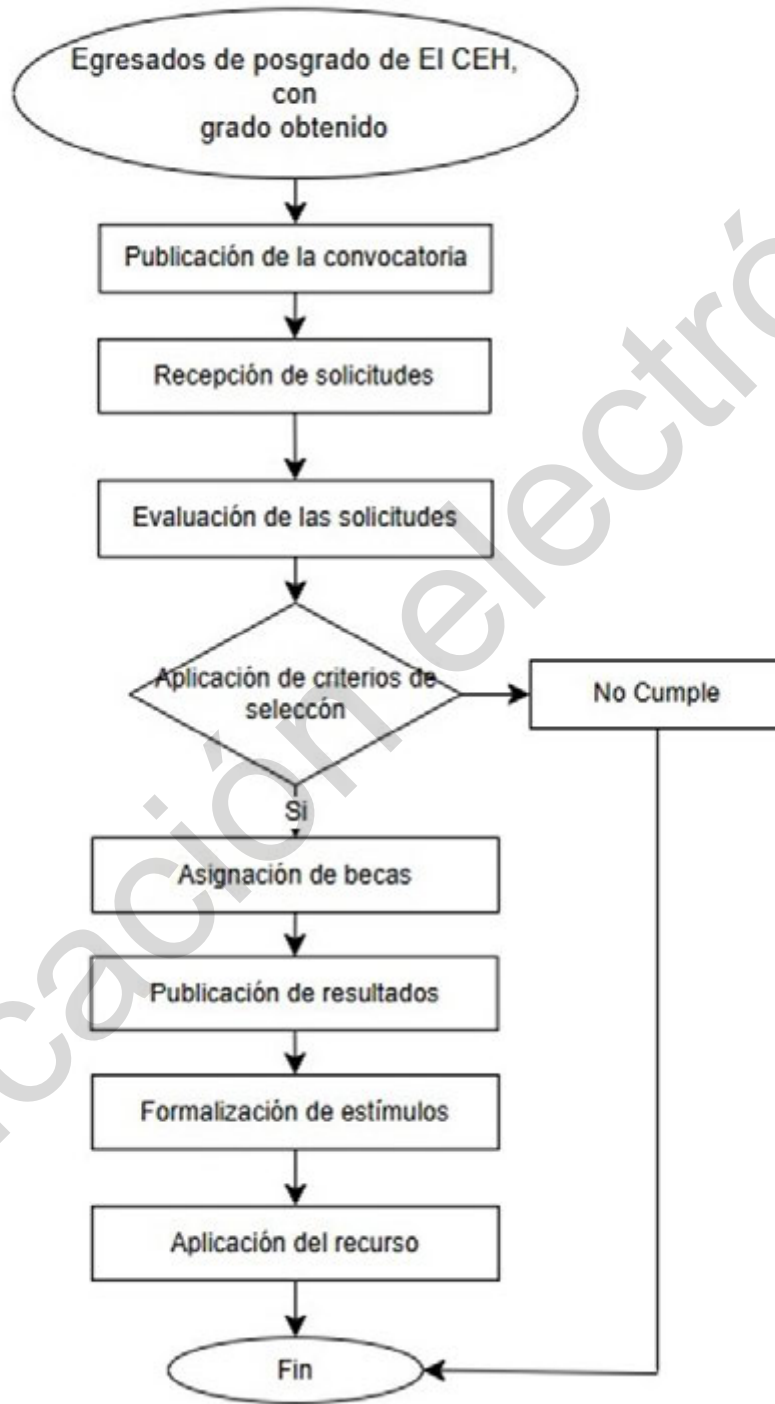 Egresados de posgrado de El CEH,
con
grado obtenido
Publicación de la convocatoria
Recepción de solicitudes
Evaluación de las solicitudes
Aplicación de criterios de
seleccón
No Cumple
Si
Asignación de becas
Publicación de resultados
Formalización de estímulos
Aplicación del recurso
Fin